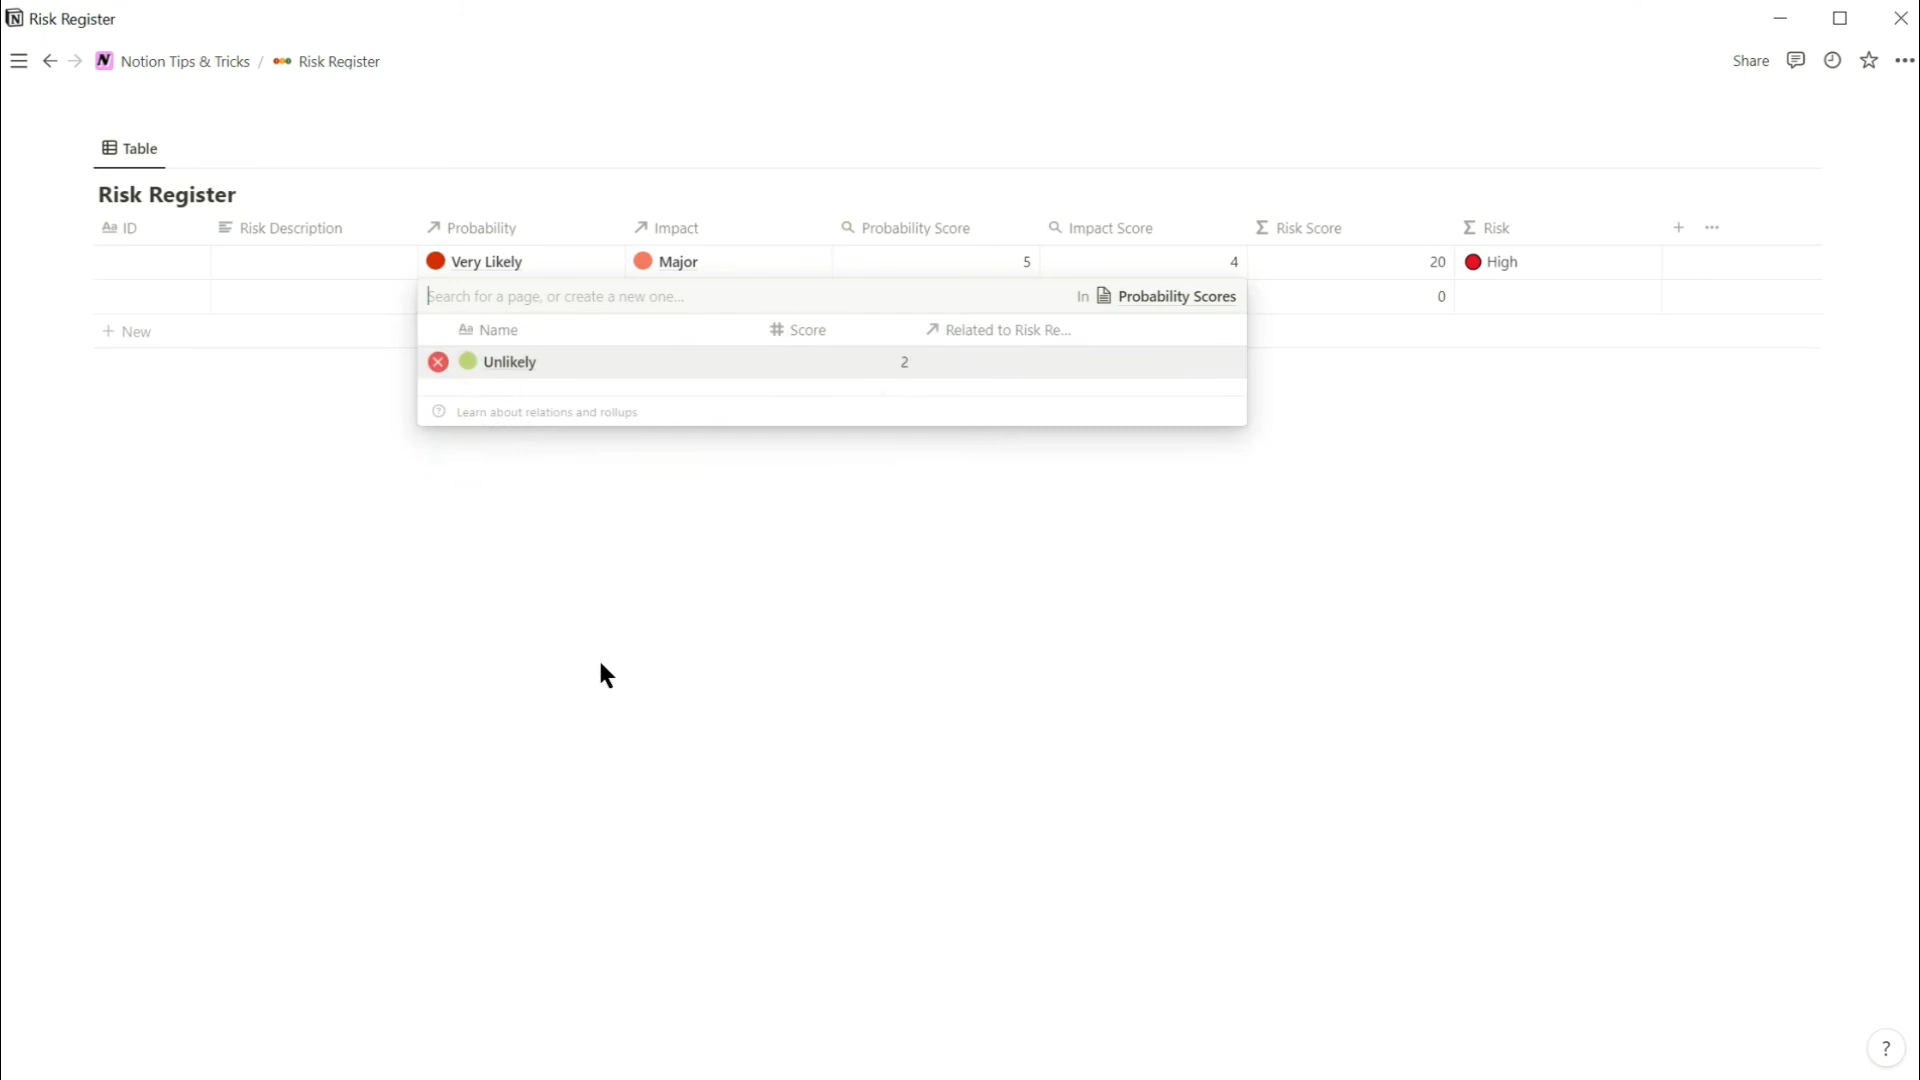 Risk Register
Notion Tips & Tricks / Risk Register
Share
Table
Risk Register
Aa ID Risk Description Probability Impact Probability Score Impact Score Σ Risk Score Σ Risk + ...
Very Likely Major 5 4 20 High
Search for a page, or create a new one... In Probability Scores 0
+ New
Aa Name # Score Related to Risk Re...
Unlikely 2
? Learn about relations and rollups
?